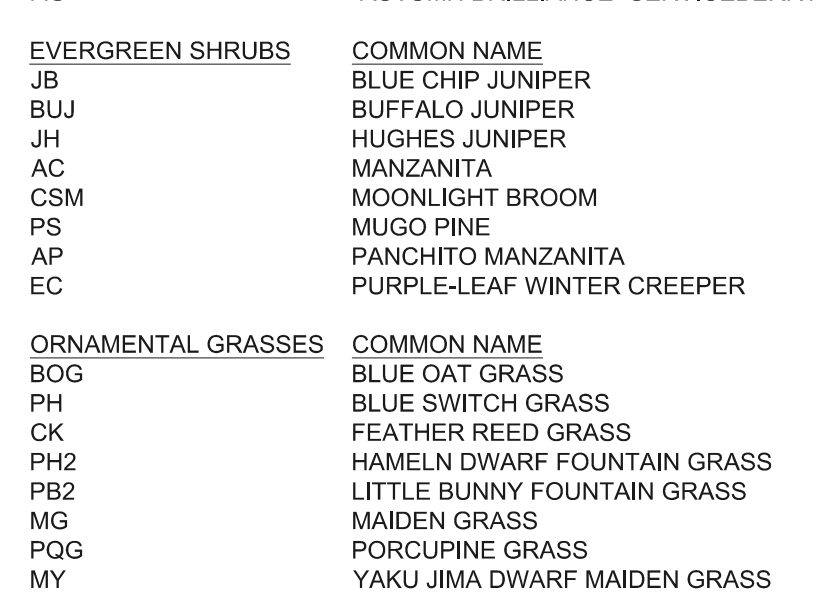 EVERGREEN SHRUBS COMMON NAME
JB BLUE CHIP JUNIPER
BUJ BUFFALO JUNIPER
JH HUGHES JUNIPER
AC MANZANITA
CSM MOONLIGHT BROOM
PS MUGO PINE
AP PANCHITO MANZANITA
EC PURPLE-LEAF WINTER CREEPER
ORNAMENTAL GRASSES COMMON NAME
BOG BLUE OAT GRASS
PH BLUE SWITCH GRASS
CK FEATHER REED GRASS
PH2 HAMELN DWARF FOUNTAIN GRASS
PB2 LITTLE BUNNY FOUNTAIN GRASS
MG MAIDEN GRASS
PQG PORCUPINE GRASS
MY YAKU JIMA DWARF MAIDEN GRASS